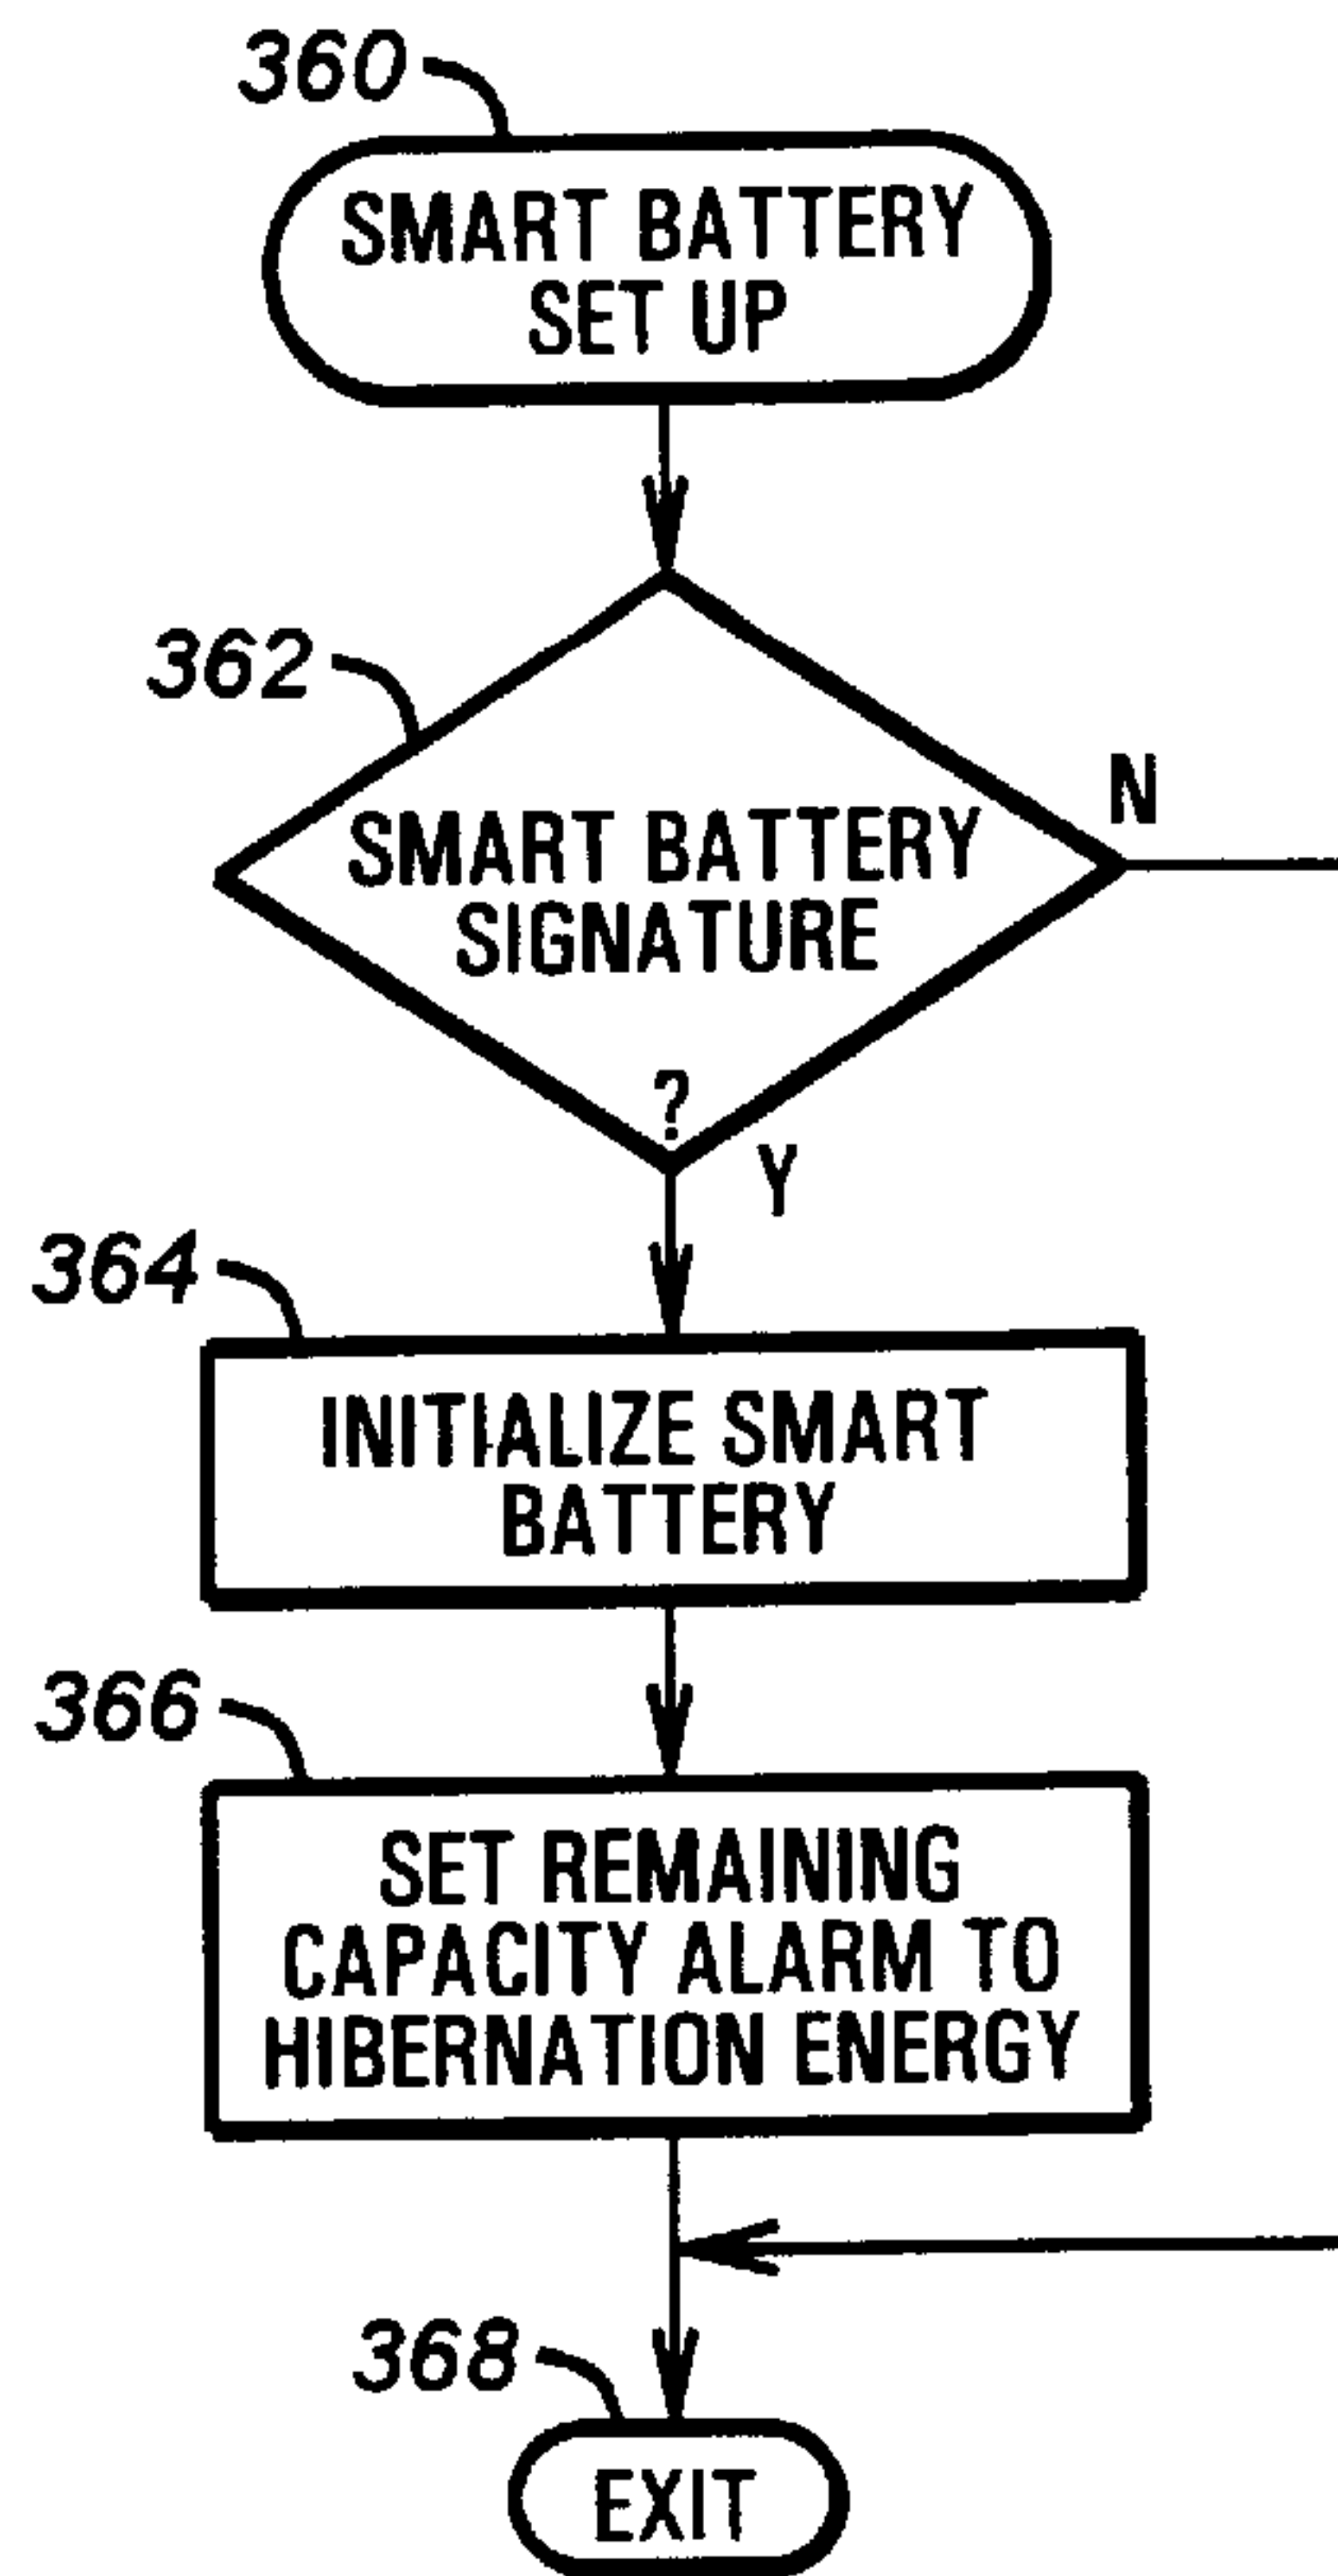 360
SMART BATTERY
SET UP
362
N
SMART BATTERY
SIGNATURE
?
Y
364
INITIALIZE SMART
BATTERY
366
SET REMAINING
CAPACITY ALARM TO
HIBERNATION ENERGY
368
EXIT